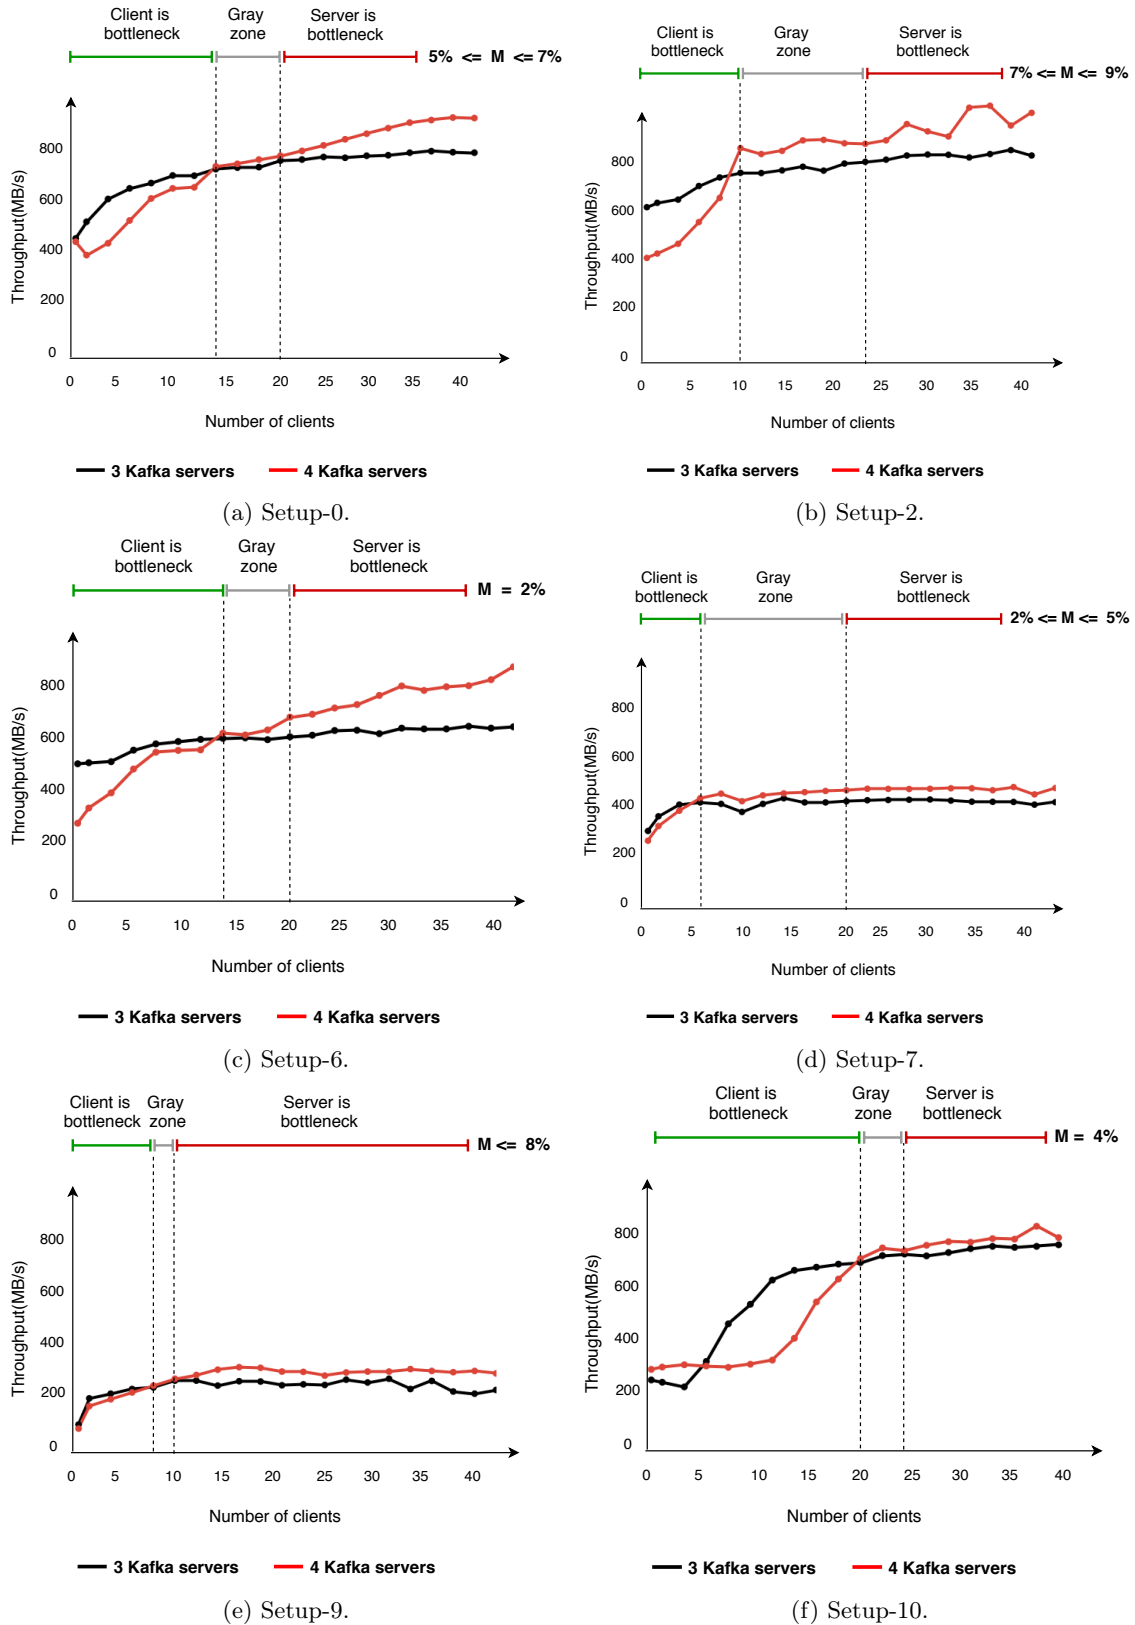 Client is
bottleneck
Gray
zone
Server is
bottleneck
5% <= M <= 7%
Throughput(MB/s)
800
600
400
200
0
0 5 10 15 20 25 30 35 40
Number of clients
3 Kafka servers 4 Kafka servers
(a) Setup-0.
Client is
bottleneck
Gray
zone
Server is
bottleneck
7% <= M <= 9%
Throughput(MB/s)
800
600
400
200
0
0 5 10 15 20 25 30 35 40
Number of clients
3 Kafka servers 4 Kafka servers
(b) Setup-2.
Client is
bottleneck
Gray
zone
Server is
bottleneck
M = 2%
Throughput(MB/s)
800
600
400
200
0
0 5 10 15 20 25 30 35 40
Number of clients
3 Kafka servers 4 Kafka servers
(c) Setup-6.
Client is
bottleneck
Gray
zone
Server is
bottleneck
2% <= M <= 5%
Throughput(MB/s)
800
600
400
200
0
0 5 10 15 20 25 30 35 40
Number of clients
3 Kafka servers 4 Kafka servers
(d) Setup-7.
Client is
bottleneck
Gray
zone
Server is
bottleneck
M <= 8%
Throughput(MB/s)
800
600
400
200
0
0 5 10 15 20 25 30 35 40
Number of clients
3 Kafka servers 4 Kafka servers
(e) Setup-9.
Client is
bottleneck
Gray
zone
Server is
bottleneck
M = 4%
Throughput(MB/s)
800
600
400
200
0
0 5 10 15 20 25 30 35 40
Number of clients
3 Kafka servers 4 Kafka servers
(f) Setup-10.